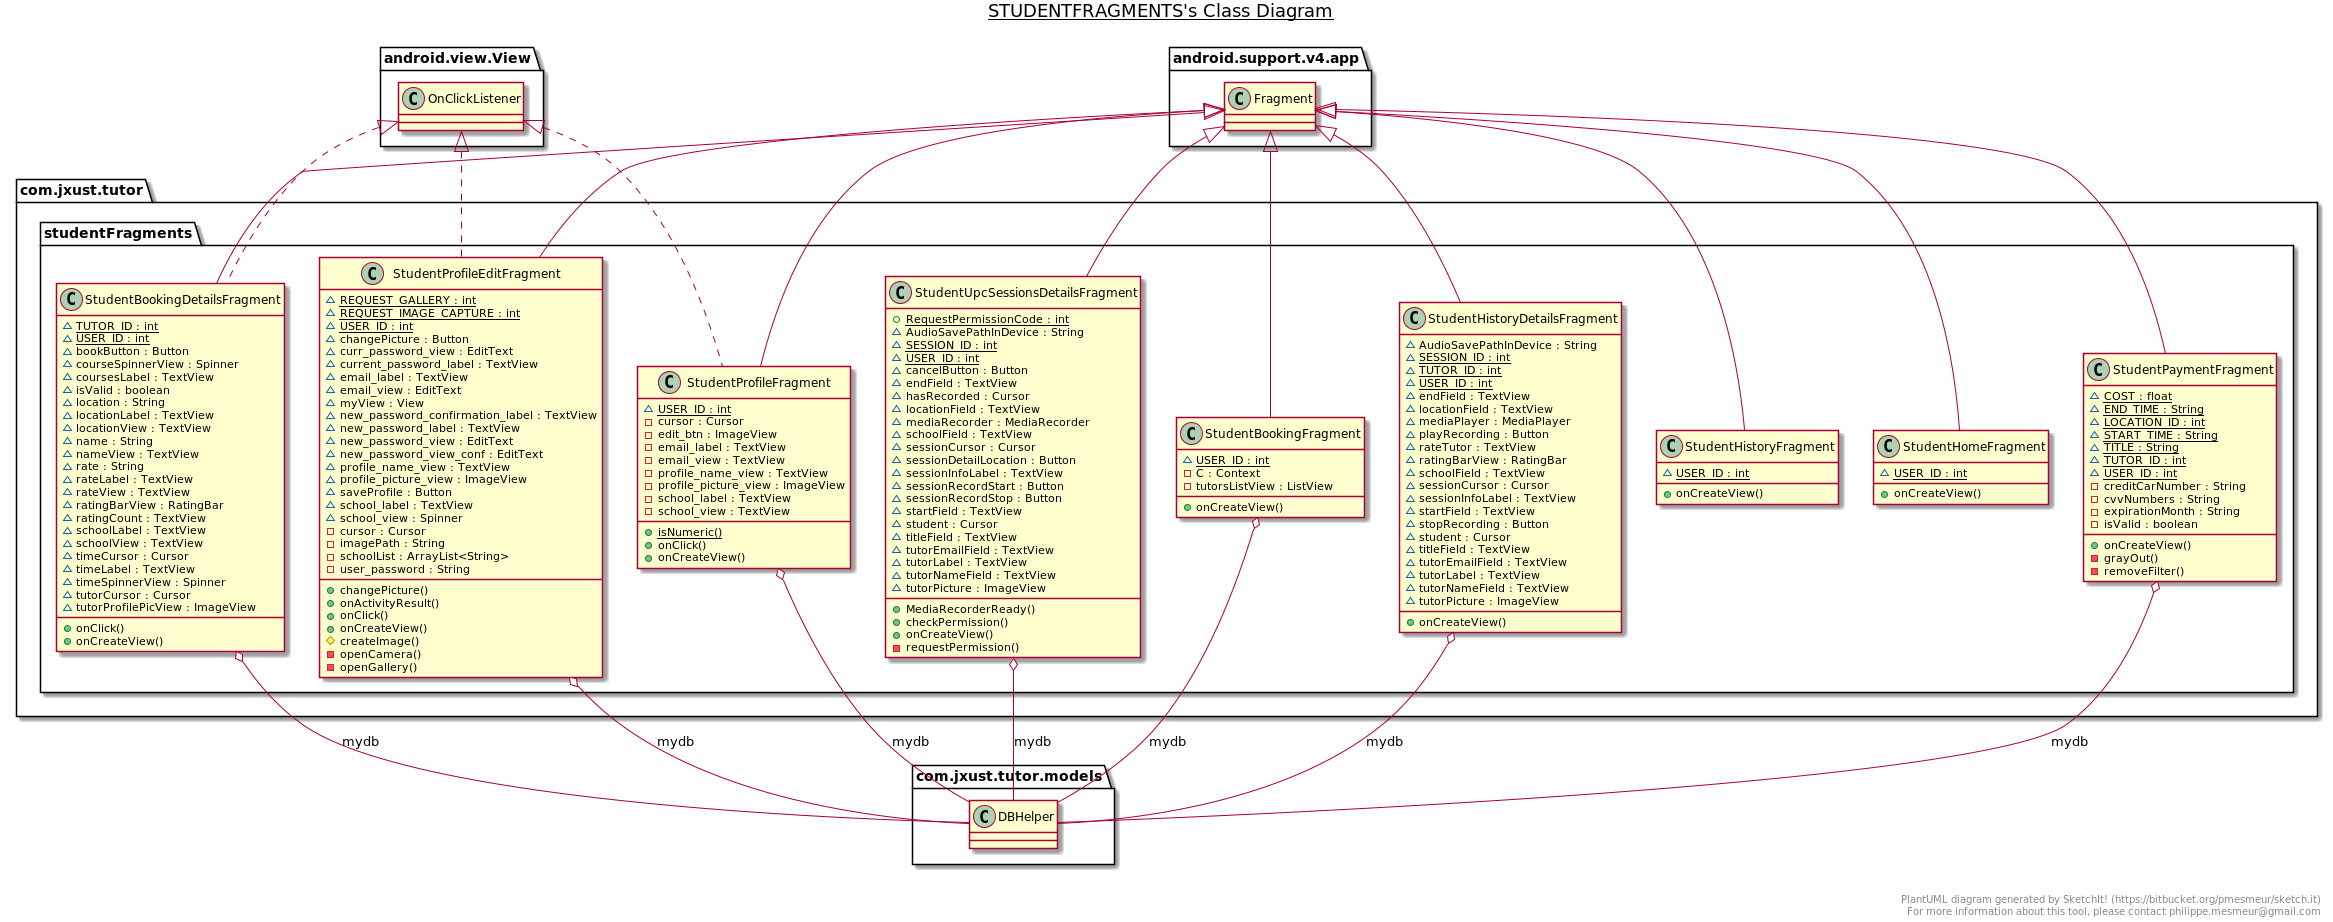 STUDENTFRAGMENTS's Class Diagram
android.view.View
C OnClickListener
android.support.v4.app
C Fragment
com.jxust.tutor
studentFragments
C StudentBookingDetailsFragment
TUTOR_ID : int
USER_ID : int
bookButton : Button
courseSpinnerView : Spinner
coursesLabel : TextView
isValid : boolean
location : String
locationLabel : TextView
locationView : TextView
name : String
nameView : TextView
rate : String
rateLabel : TextView
rateView : TextView
ratingBarView : RatingBar
ratingCount : TextView
schoolLabel : TextView
schoolView : TextView
timeCursor : Cursor
timeLabel : TextView
timeSpinnerView : Spinner
tutorCursor : Cursor
tutorProfilePicView : ImageView
onClick()
onCreateView()
C StudentProfileEditFragment
REQUEST_GALLERY : int
REQUEST_IMAGE_CAPTURE : int
USER_ID : int
changePicture : Button
curr_password_view : EditText
current_password_label : TextView
email_label : TextView
email_view : EditText
myView : View
new_password_confirmation_label : TextView
new_password_label : TextView
new_password_view : EditText
new_password_view_conf : EditText
profile_name_view : TextView
profile_picture_view : ImageView
saveProfile : Button
school_label : TextView
school_view : Spinner
cursor : Cursor
imagePath : String
schoolList : ArrayList<String>
user_password : String
changePicture()
onActivityResult()
onClick()
onCreateView()
createImage()
openCamera()
openGallery()
C StudentProfileFragment
USER_ID : int
cursor : Cursor
edit_btn : ImageView
email_label : TextView
email_view : TextView
profile_name_view : TextView
profile_picture_view : ImageView
school_label : TextView
school_view : TextView
isNumeric()
onClick()
onCreateView()
C StudentUpcSessionsDetailsFragment
RequestPermissionCode : int
AudioSavePathInDevice : String
SESSION_ID : int
USER_ID : int
cancelButton : Button
endField : TextView
hasRecorded : Cursor
locationField : TextView
mediaRecorder : MediaRecorder
schoolField : TextView
sessionCursor : Cursor
sessionDetailLocation : Button
sessionInfoLabel : TextView
sessionRecordStart : Button
sessionRecordStop : Button
startField : TextView
student : Cursor
titleField : TextView
tutorEmailField : TextView
tutorLabel : TextView
tutorNameField : TextView
tutorPicture : ImageView
MediaRecorderReady()
checkPermission()
onCreateView()
requestPermission()
C StudentBookingFragment
USER_ID : int
C : Context
tutorsListView : ListView
onCreateView()
C StudentHistoryDetailsFragment
AudioSavePathInDevice : String
SESSION_ID : int
TUTOR_ID : int
USER_ID : int
endField : TextView
locationField : TextView
mediaPlayer : MediaPlayer
playRecording : Button
rateTutor : TextView
ratingBarView : RatingBar
schoolField : TextView
sessionCursor : Cursor
sessionInfoLabel : TextView
startField : TextView
stopRecording : Button
student : Cursor
titleField : TextView
tutorEmailField : TextView
tutorLabel : TextView
tutorNameField : TextView
tutorPicture : ImageView
onCreateView()
C StudentHistoryFragment
USER_ID : int
onCreateView()
C StudentHomeFragment
USER_ID : int
onCreateView()
C StudentPaymentFragment
COST : float
END_TIME : String
LOCATION_ID : int
START_TIME : String
TITLE : String
TUTOR_ID : int
USER_ID : int
creditCarNumber : String
cvvNumbers : String
expirationMonth : String
isValid : boolean
onCreateView()
grayOut()
removeFilter()
mydb
mydb
mydb
mydb
mydb
mydb
mydb
com.jxust.tutor.models
C DBHelper
PlantUML diagram generated by SketchIt! (https://bitbucket.org/pmesmeur/sketch.it)
For more information about this tool, please contact philippe.mesmeur@gmail.com